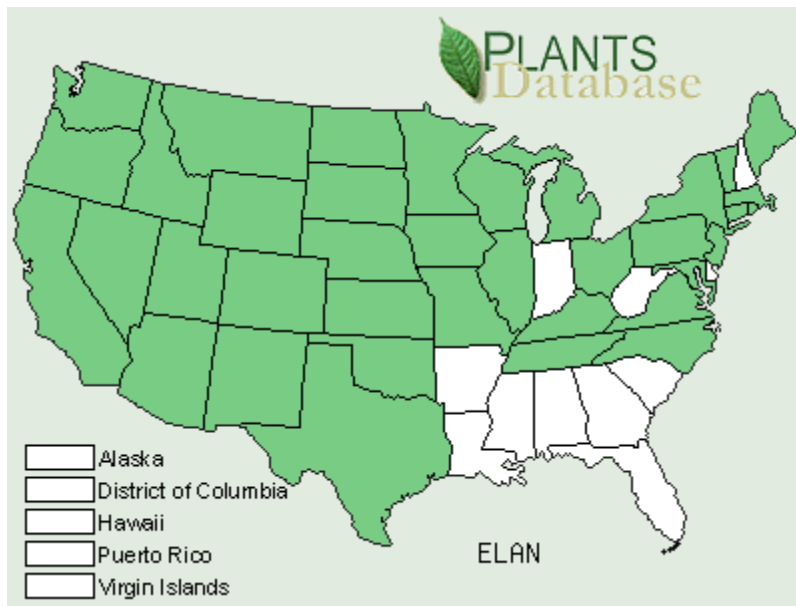 PLANTS
Database
Alaska
District of Columbia
Hawaii
Puerto Rico
Virgin Islands
ELAN